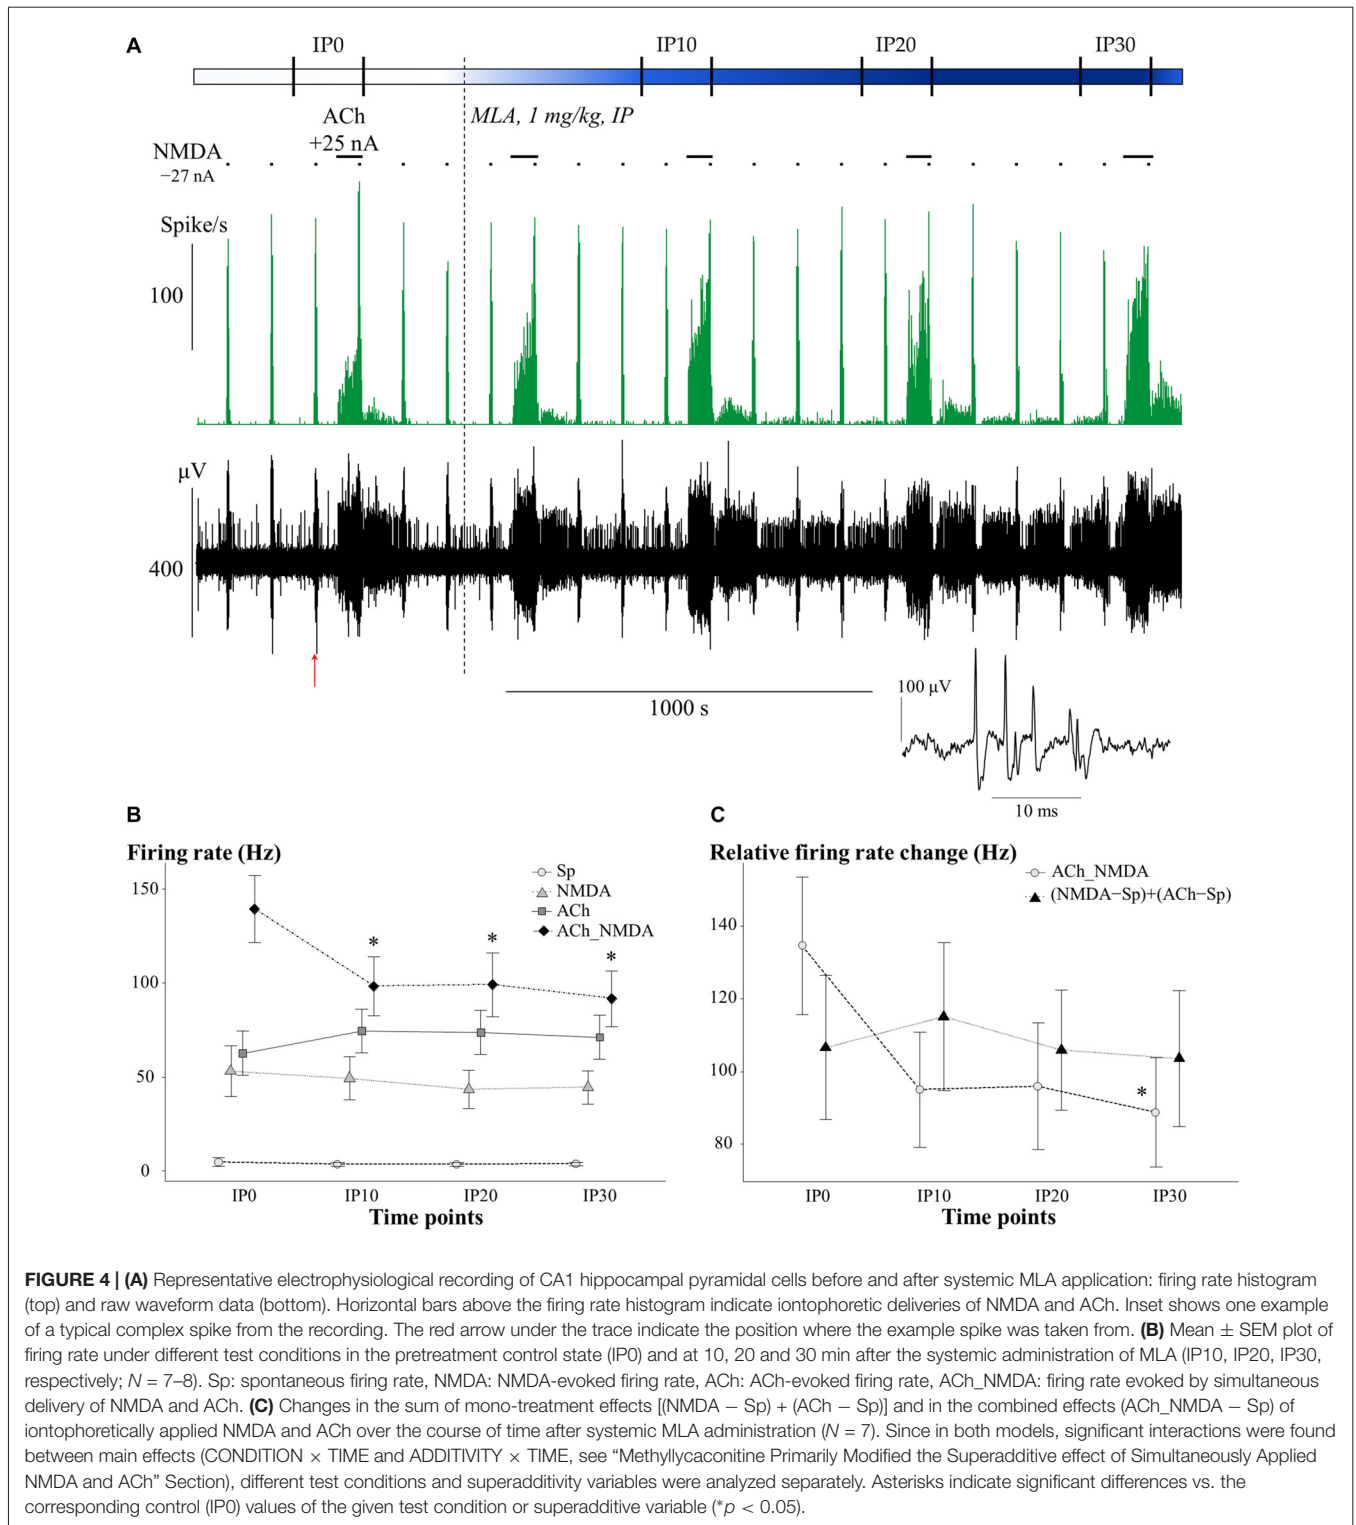 A
IP0 IP10 IP20 IP30
ACh
+25 nA
MLA, 1 mg/kg, IP
NMDA
−27 nA
Spike/s
100
µV
400
1000 s
100 µV
10 ms
B
Firing rate (Hz)
Sp
NMDA
ACh
ACh_NMDA
150
100
50
0
* * *
IP0 IP10 IP20 IP30
Time points
C
Relative firing rate change (Hz)
ACh_NMDA
(NMDA−Sp)+(ACh−Sp)
140
120
100
80
*
IP0 IP10 IP20 IP30
Time points
FIGURE 4 | (A) Representative electrophysiological recording of CA1 hippocampal pyramidal cells before and after systemic MLA application: firing rate histogram
(top) and raw waveform data (bottom). Horizontal bars above the firing rate histogram indicate iontophoretic deliveries of NMDA and ACh. Inset shows one example
of a typical complex spike from the recording. The red arrow under the trace indicate the position where the example spike was taken from. (B) Mean ± SEM plot of
firing rate under different test conditions in the pretreatment control state (IP0) and at 10, 20 and 30 min after the systemic administration of MLA (IP10, IP20, IP30,
respectively; N = 7–8). Sp: spontaneous firing rate, NMDA: NMDA-evoked firing rate, ACh: ACh-evoked firing rate, ACh_NMDA: firing rate evoked by simultaneous
delivery of NMDA and ACh. (C) Changes in the sum of mono-treatment effects [(NMDA − Sp) + (ACh − Sp)] and in the combined effects (ACh_NMDA − Sp) of
iontophoretically applied NMDA and ACh over the course of time after systemic MLA administration (N = 7). Since in both models, significant interactions were found
between main effects (CONDITION × TIME and ADDITIVITY × TIME, see “Methyllycaconitine Primarily Modified the Superadditive effect of Simultaneously Applied
NMDA and ACh” Section), different test conditions and superadditivity variables were analyzed separately. Asterisks indicate significant differences vs. the
corresponding control (IP0) values of the given test condition or superadditive variable (*p < 0.05).